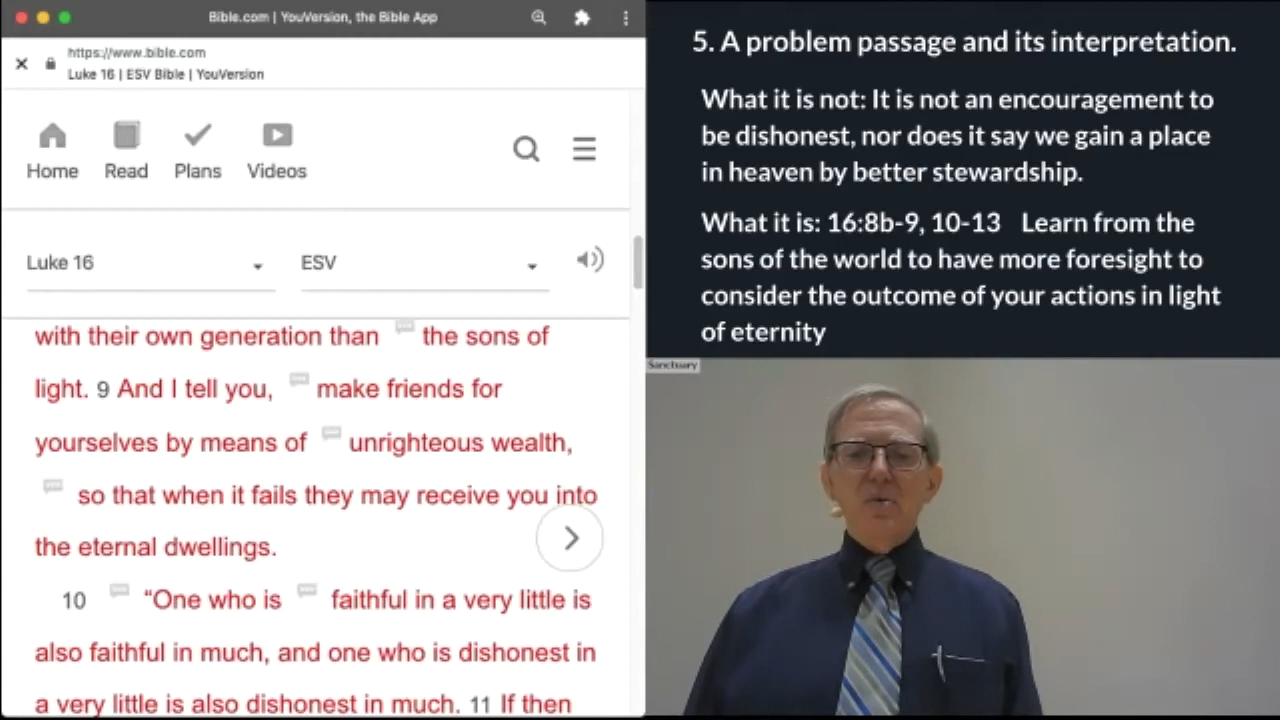 Bible.com | YouVersion, the Bible App
https://www.bible.com
Luke 16 | ESV Bible | YouVersion
Home Read Plans Videos
Luke 16 ESV
with their own generation than the sons of
light. 9 And I tell you, make friends for
yourselves by means of unrighteous wealth,
so that when it fails they may receive you into
the eternal dwellings.
10 “One who is faithful in a very little is
also faithful in much, and one who is dishonest in
a very little is also dishonest in much. 11 If then
5. A problem passage and its interpretation.
What it is not: It is not an encouragement to
be dishonest, nor does it say we gain a place
in heaven by better stewardship.
What it is: 16:8b-9, 10-13 Learn from the
sons of the world to have more foresight to
consider the outcome of your actions in light
of eternity
Sanctuary